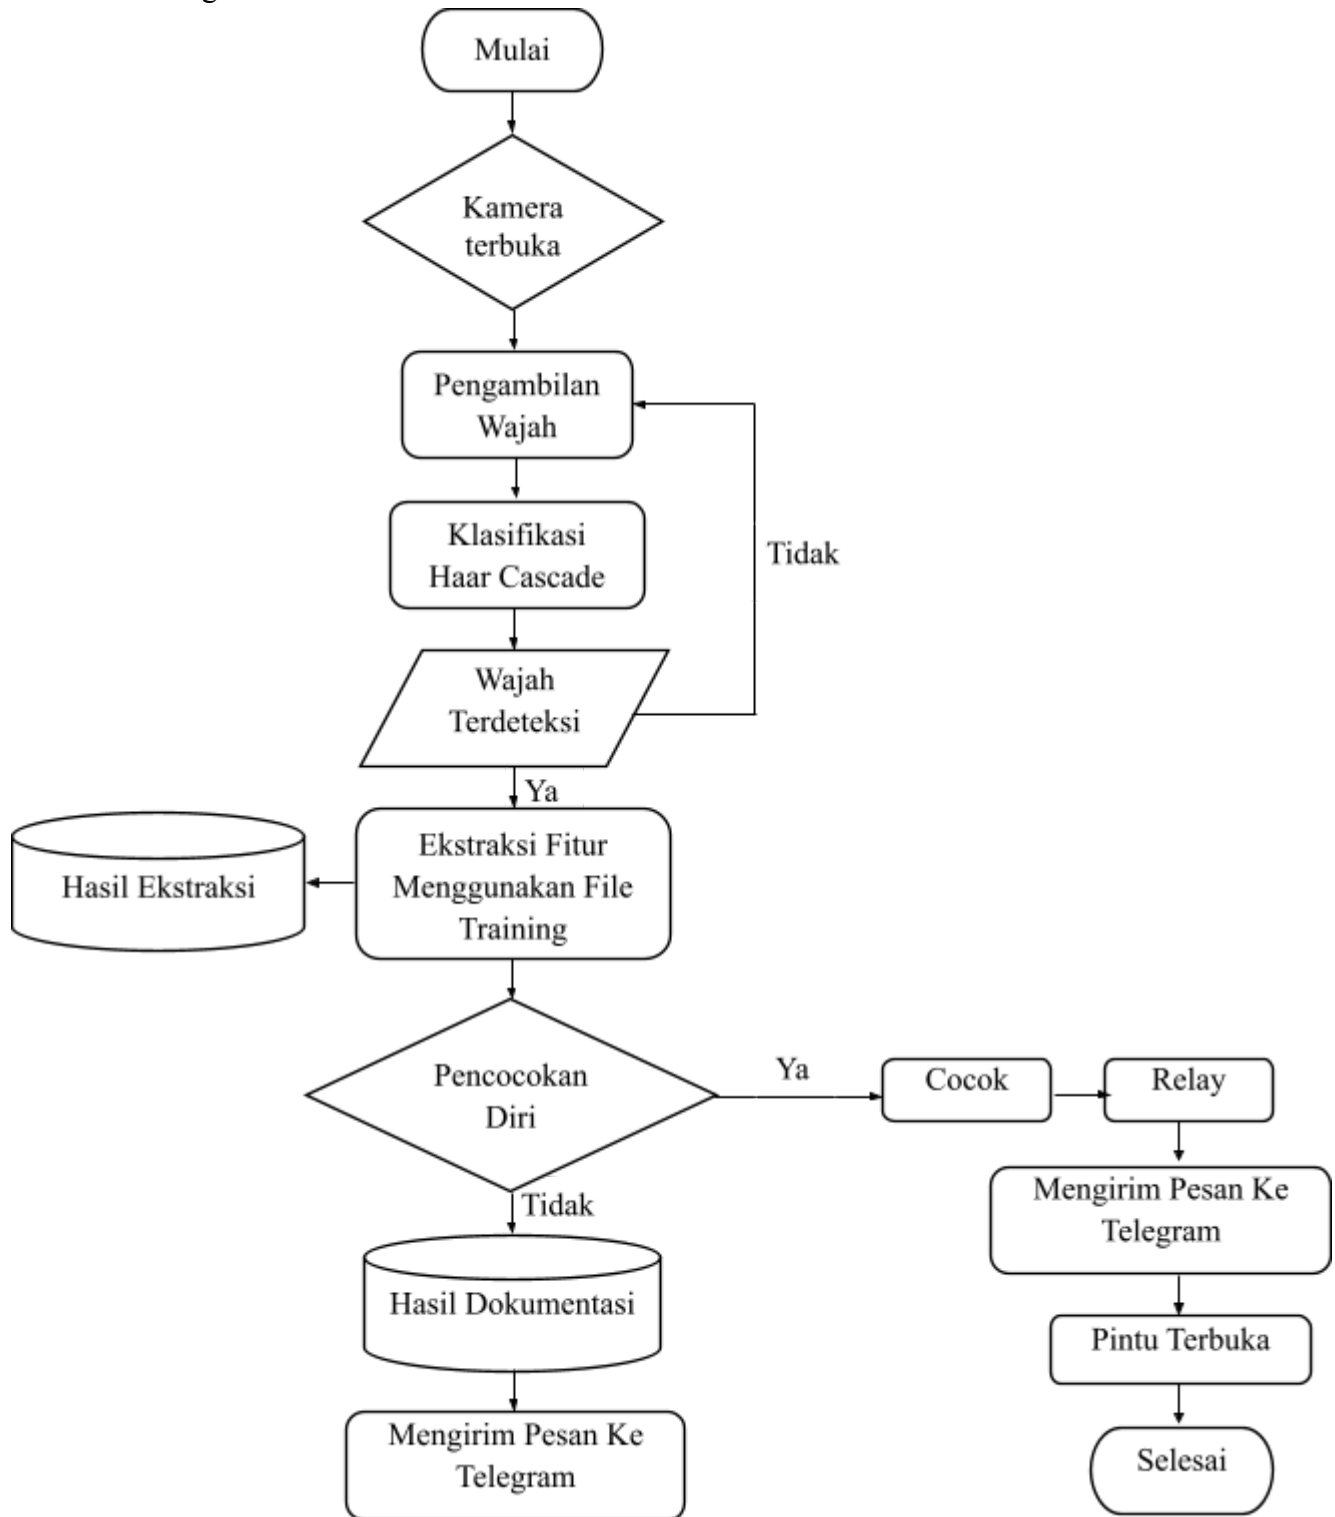 Mulai
Kamera
terbuka
Pengambilan
Wajah
Klasifikasi
Haar Cascade
Tidak
Wajah
Terdeteksi
Ya
Ekstraksi Fitur
Menggunakan File
Training
Hasil Ekstraksi
Pencocokan
Diri
Ya
Cocok
Relay
Mengirim Pesan Ke
Telegram
Pintu Terbuka
Selesai
Tidak
Hasil Dokumentasi
Mengirim Pesan Ke
Telegram